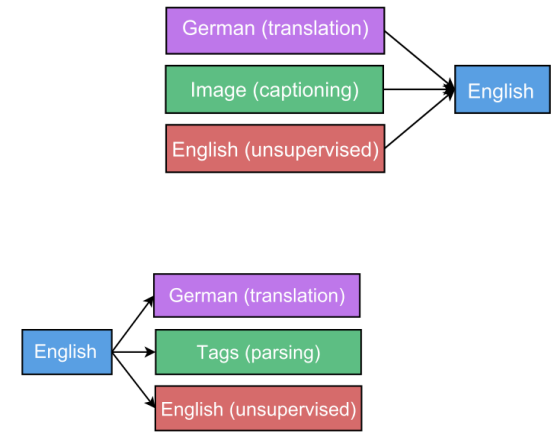 German (translation)
Image (captioning)
English
English (unsupervised)
German (translation)
English
Tags (parsing)
English (unsupervised)